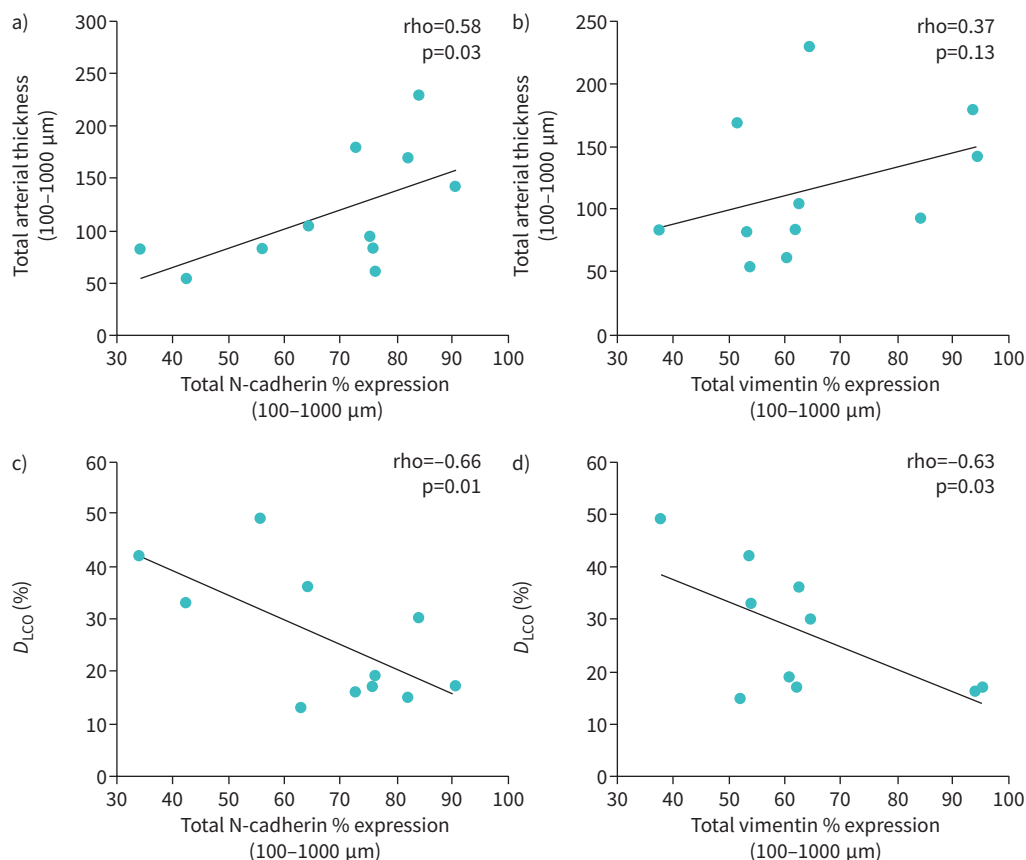 a)
rho=0.58
p=0.03
Total arterial thickness
(100–1000 µm)
300
250
200
150
100
50
0
30 40 50 60 70 80 90 100
Total N-cadherin % expression
(100–1000 µm)
b)
rho=0.37
p=0.13
Total arterial thickness
(100–1000 µm)
250
200
150
100
50
0
30 40 50 60 70 80 90 100
Total vimentin % expression
(100–1000 µm)
c)
rho=–0.66
p=0.01
DLCO (%)
60
50
40
30
20
10
0
30 40 50 60 70 80 90 100
Total N-cadherin % expression
(100–1000 µm)
d)
rho=–0.63
p=0.03
DLCO (%)
60
50
40
30
20
10
0
30 40 50 60 70 80 90 100
Total vimentin % expression
(100–1000 µm)